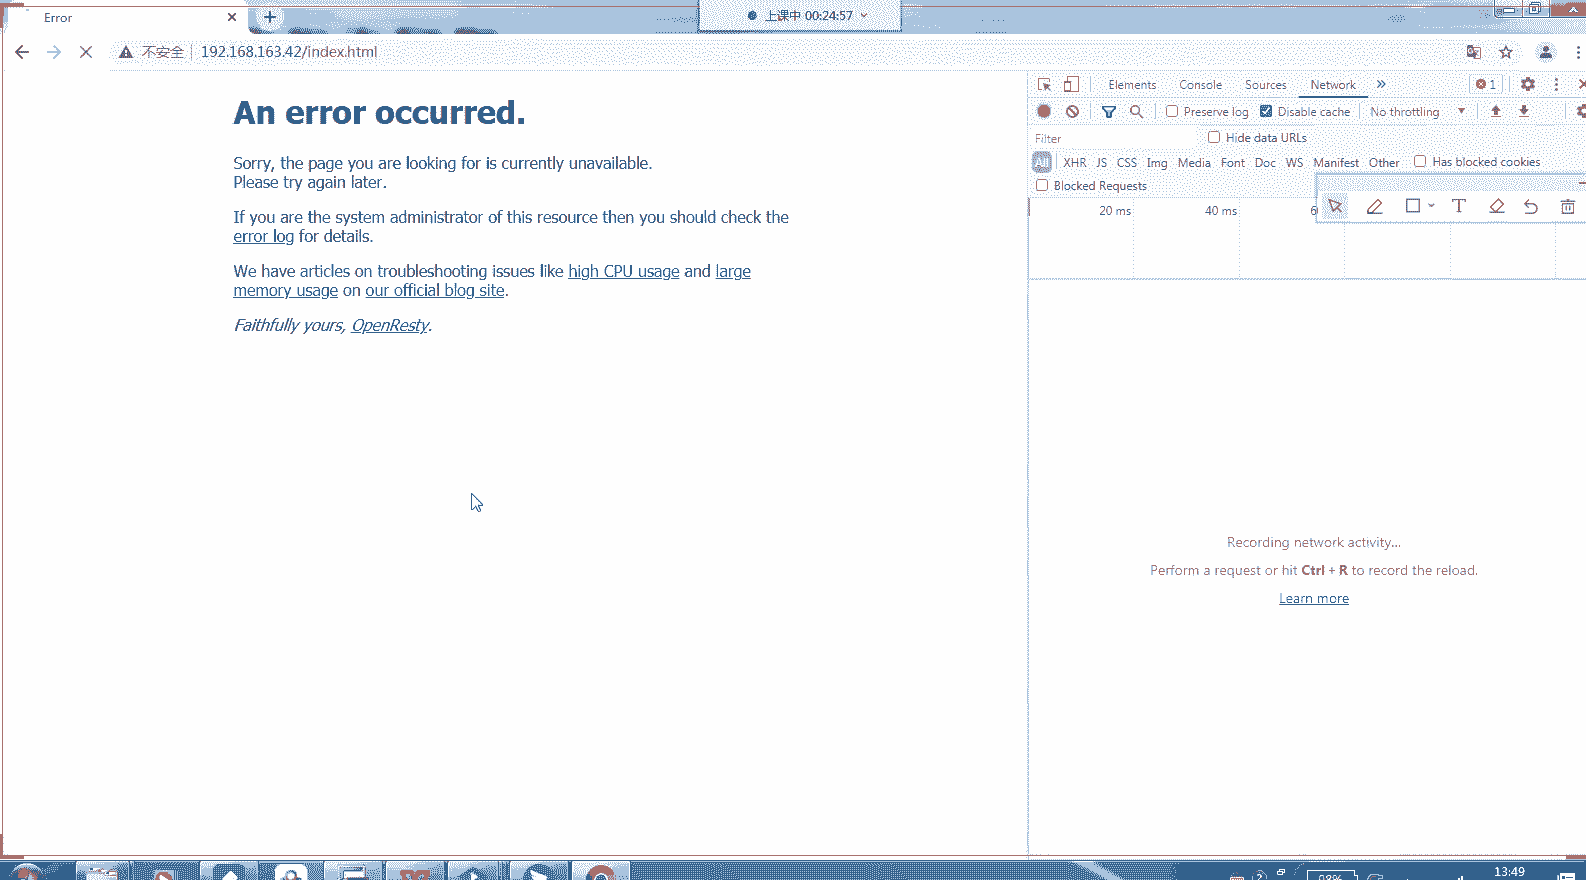 Error
上课中 00:24:57
不安全 192.168.163.42/index.html
An error occurred.
Sorry, the page you are looking for is currently unavailable.
Please try again later.
If you are the system administrator of this resource then you should check the
error log for details.
We have articles on troubleshooting issues like high CPU usage and large
memory usage on our official blog site.
Faithfully yours, OpenResty.
Elements Console Sources Network 1
Preserve log Disable cache No throttling
Filter Hide data URLs
All XHR JS CSS Img Media Font Doc WS Manifest Other Has blocked cookies
Blocked Requests
20 ms 40 ms 6
T
Recording network activity...
Perform a request or hit Ctrl + R to record the reload.
Learn more
98%
13:49